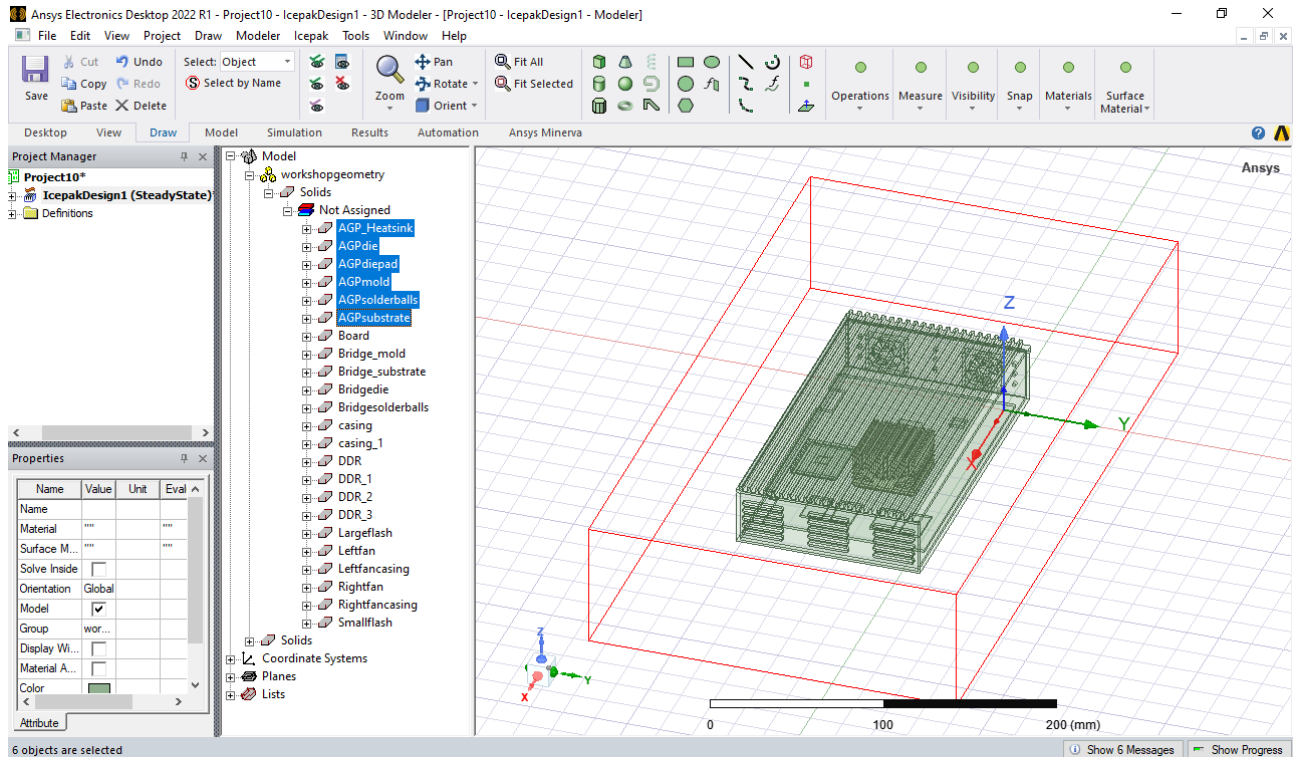 Ansys Electronics Desktop 2022 R1 - Project10 - IcepakDesign1 - 3D Modeler - [Project10 - IcepakDesign1 - Modeler]
File Edit View Project Draw Modeler Icepak Tools Window Help
Save
Cut
Copy
Paste
Undo
Redo
Delete
Select: Object
Select by Name
Zoom
Pan
Rotate
Orient
Fit All
Fit Selected
Operations
Measure
Visibility
Snap
Materials
Surface
Material
Desktop View Draw Model Simulation Results Automation Ansys Minerva
Project Manager
Project10*
IcepakDesign1 (SteadyState)*
Definitions
Properties
Name Value Unit Eval
Name
Material "" ""
Surface M... "" ""
Solve Inside
Orientation Global
Model
Group wor...
Display Wi...
Material A...
Color
Attribute
Model
workshopgeometry
Solids
Not Assigned
AGP_Heatsink
AGPdie
AGPdiepad
AGPmold
AGPsolderballs
AGPsubstrate
Board
Bridge_mold
Bridge_substrate
Bridgedie
Bridgesolderballs
casing
casing_1
DDR
DDR_1
DDR_2
DDR_3
Largeflash
Leftfan
Leftfancasing
Rightfan
Rightfancasing
Smallflash
Solids
Coordinate Systems
Planes
Lists
Ansys
Z
Y
X
Z
Y
X
0 100 200 (mm)
6 objects are selected
Show 6 Messages
Show Progress